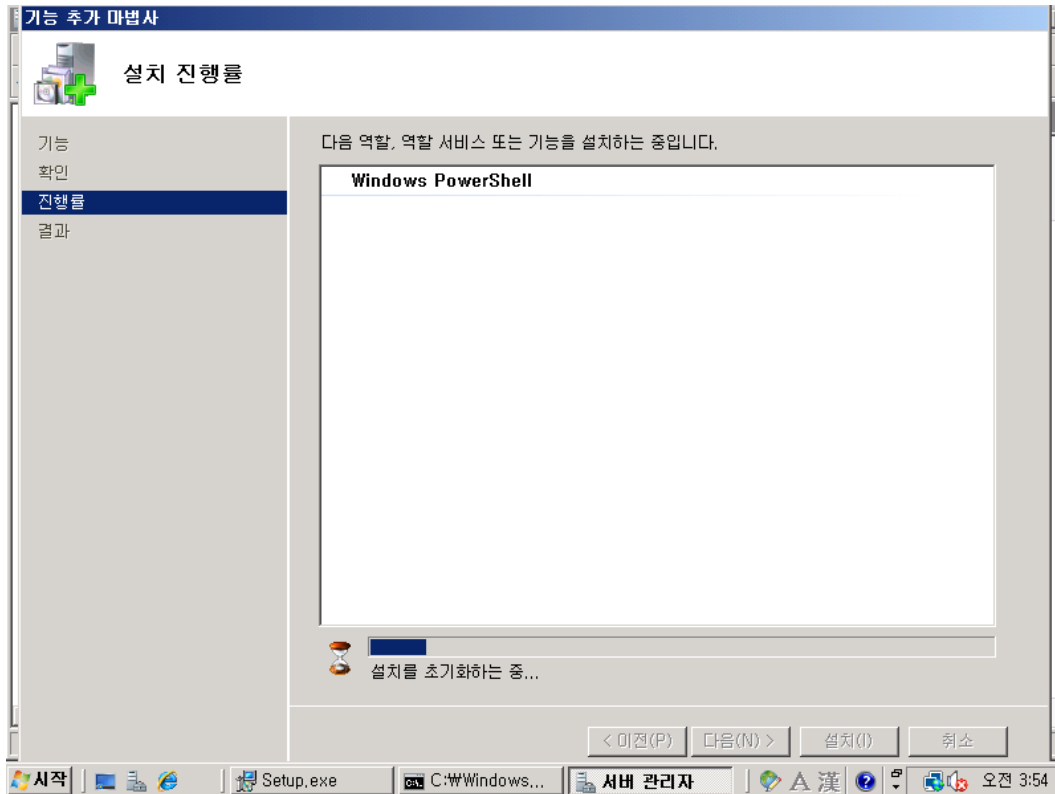 기능 추가 마법사
설치 진행률
기능
확인
진행률
결과
다음 역할, 역할 서비스 또는 기능을 설치하는 중입니다.
Windows PowerShell
설치를 초기화하는 중...
< 이전(P)
다음(N) >
설치(I)
취소
시작
Setup.exe
C:₩Windows...
서버 관리자
A 漢
오전 3:54